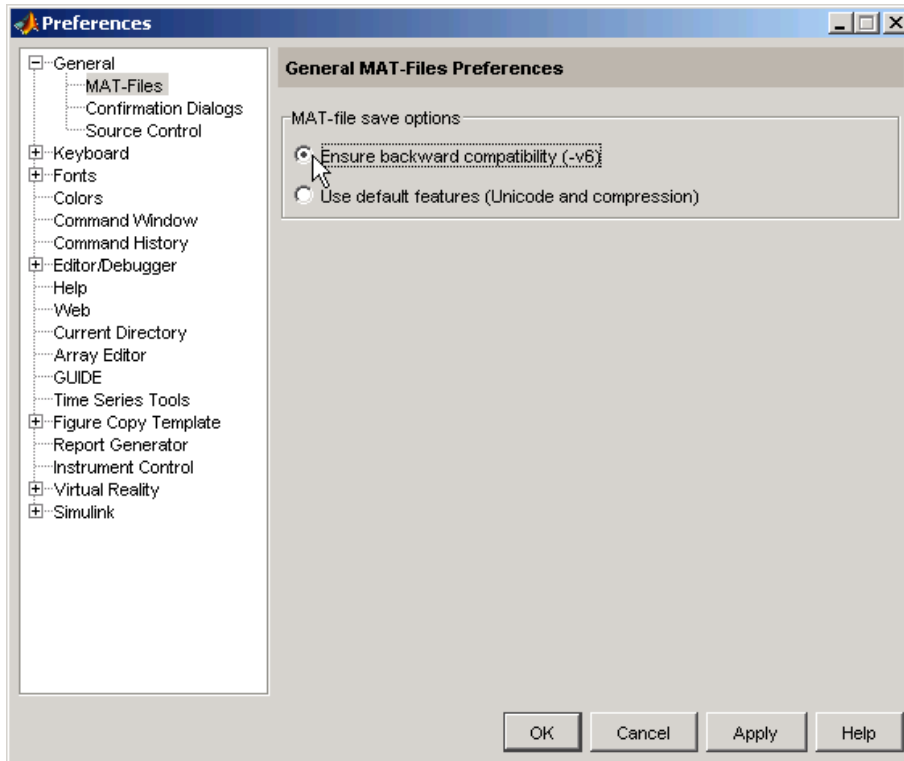 Preferences
General
MAT-Files
Confirmation Dialogs
Source Control
Keyboard
Fonts
Colors
Command Window
Command History
Editor/Debugger
Help
Web
Current Directory
Array Editor
GUIDE
Time Series Tools
Figure Copy Template
Report Generator
Instrument Control
Virtual Reality
Simulink
General MAT-Files Preferences
MAT-file save options
Ensure backward compatibility (-v6)
Use default features (Unicode and compression)
OK Cancel Apply Help